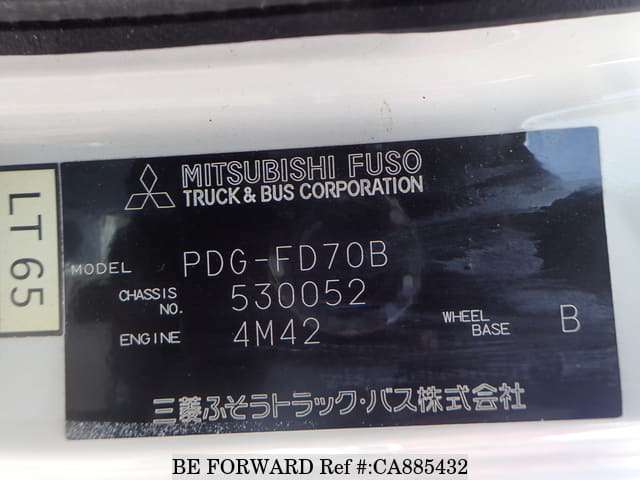 MITSUBISHI FUSO
TRUCK & BUS CORPORATION
LT 65
MODEL PDG-FD70B
CHASSIS NO. 530052
ENGINE 4M42
WHEEL BASE B
三菱ふそうトラック・バス株式会社
BE FORWARD Ref #:CA885432